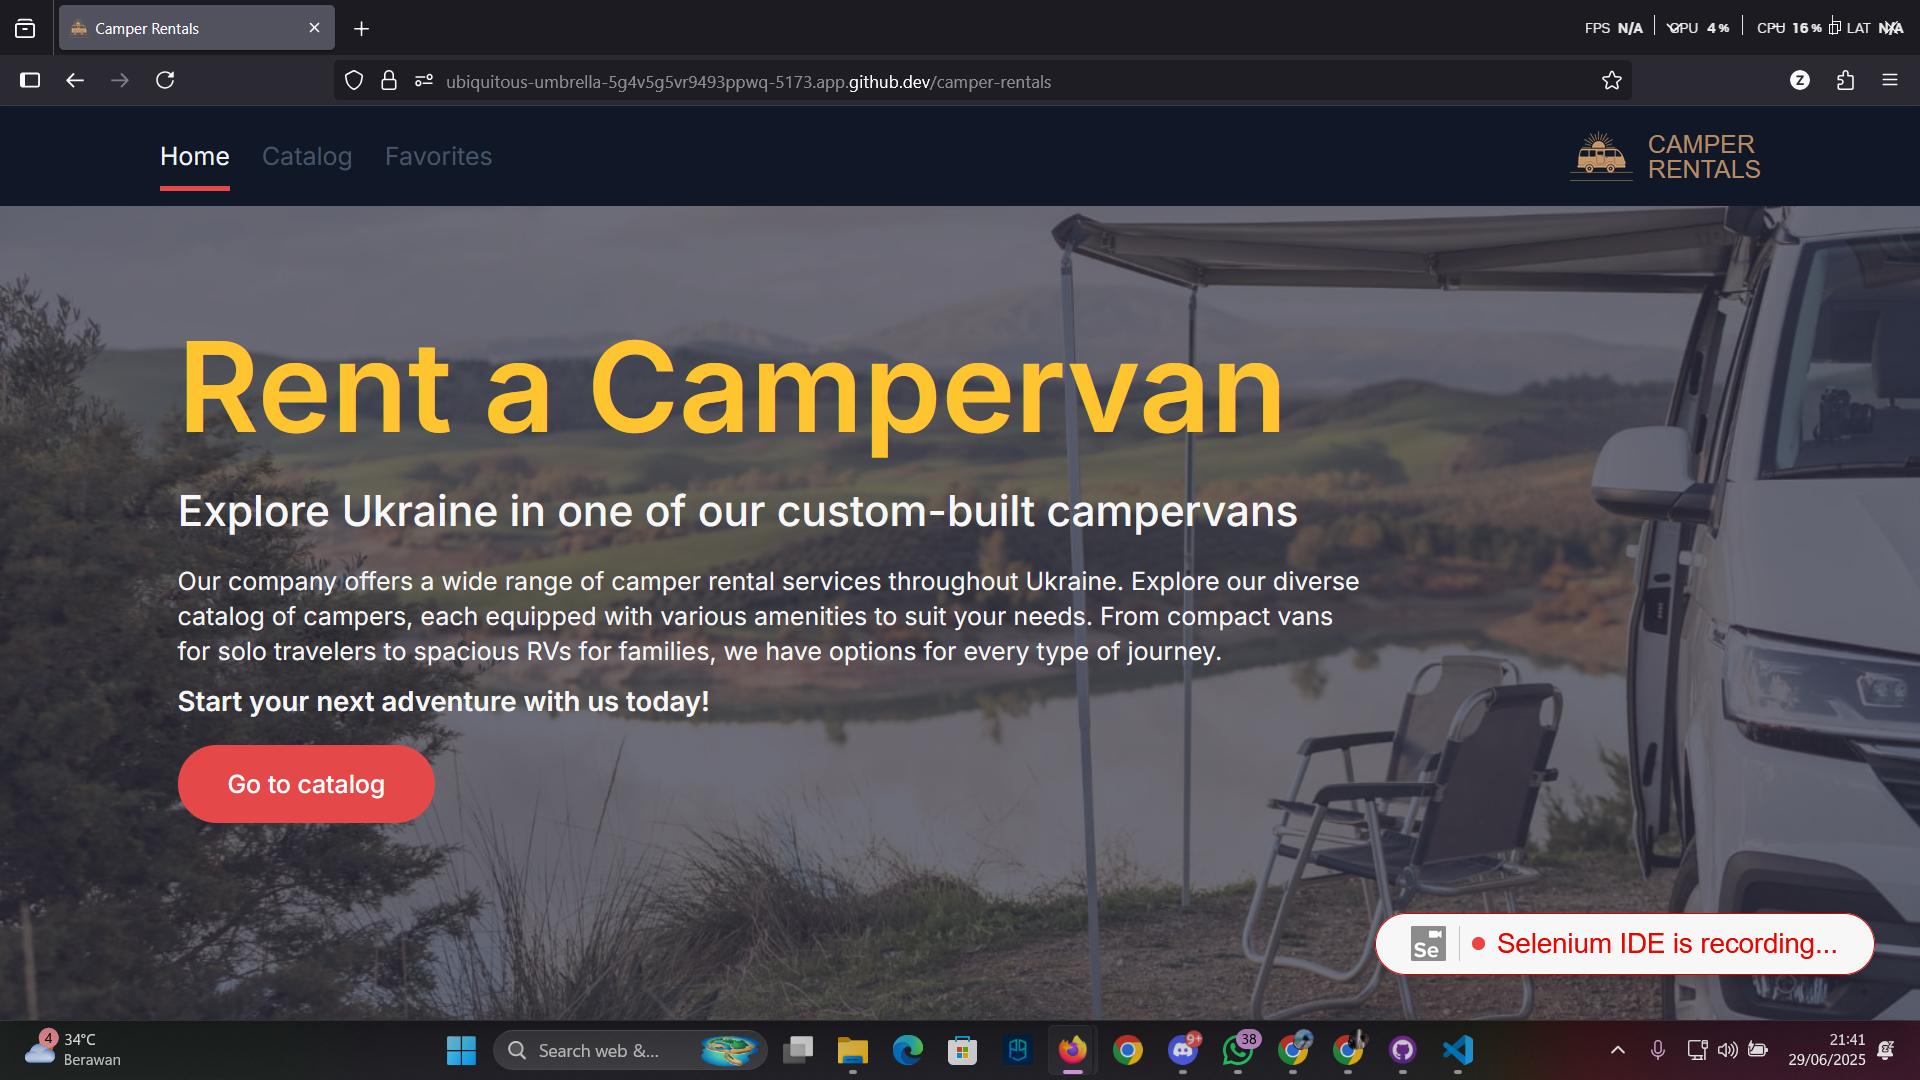 Camper Rentals
FPS N/A GPU 4% CPU 16% LAT N/A
ubiquitous-umbrella-5g4v5g5vr9493ppwq-5173.app.github.dev/camper-rentals
Z
Home Catalog Favorites
CAMPER
RENTALS
Rent a Campervan
Explore Ukraine in one of our custom-built campervans
Our company offers a wide range of camper rental services throughout Ukraine. Explore our diverse
catalog of campers, each equipped with various amenities to suit your needs. From compact vans
for solo travelers to spacious RVs for families, we have options for every type of journey.
Start your next adventure with us today!
Go to catalog
Se Selenium IDE is recording...
4 34°C
Berawan
Search web &...
9+
38
21:41
29/06/2025